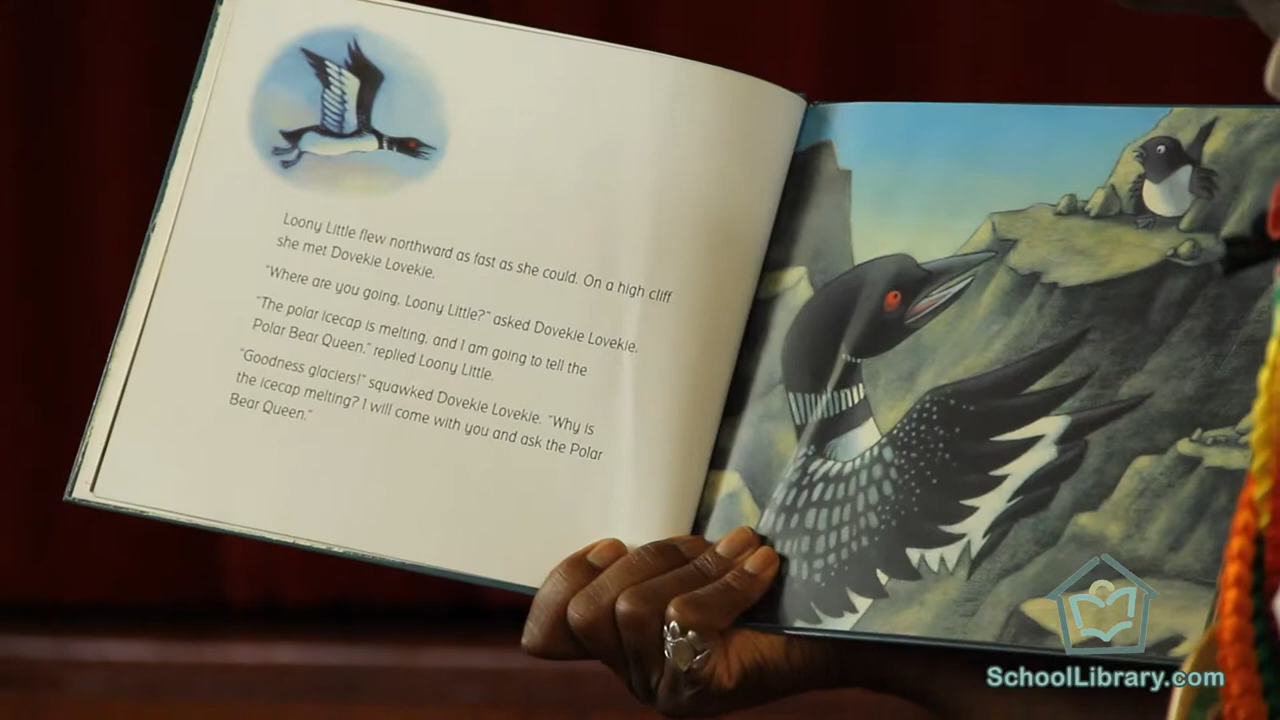 Loony Little flew northward as fast as she could. On a high cliff
she met Dovekie Lovekie.
"Where are you going, Loony Little?" asked Dovekie Lovekie.
"The polar icecap is melting, and I am going to tell the
Polar Bear Queen," replied Loony Little.
"Goodness glaciers!" squawked Dovekie Lovekie. "Why is
the icecap melting? I will come with you and ask the Polar
Bear Queen."
SchoolLibrary.com